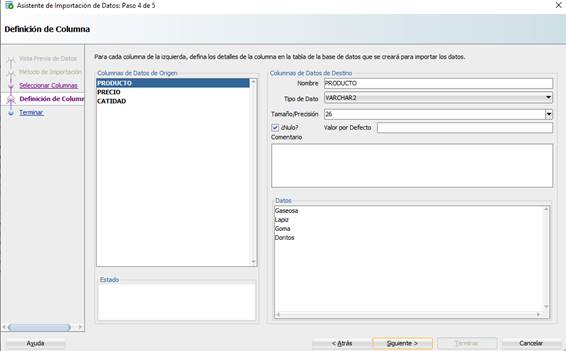 Asistente de Importación de Datos: Paso 4 de 5
Definición de Columna
Vista Previa de Datos
Método de Importación
Seleccionar Columnas
Definición de Column
Terminar
Para cada columna de la izquierda, defina los detalles de la columna en la tabla de la base de datos que se creará para importar los datos.
Columnas de Datos de Origen
PRODUCTO
PRECIO
CATIDAD
Estado
Columnas de Datos de Destino
Nombre PRODUCTO
Tipo de Dato VARCHAR2
Tamaño/Precisión 26
¿Nulo? Valor por Defecto
Comentario
Datos
Gaseosa
Lapiz
Goma
Doritos
Ayuda
< Atrás
Siguiente >
Terminar
Cancelar